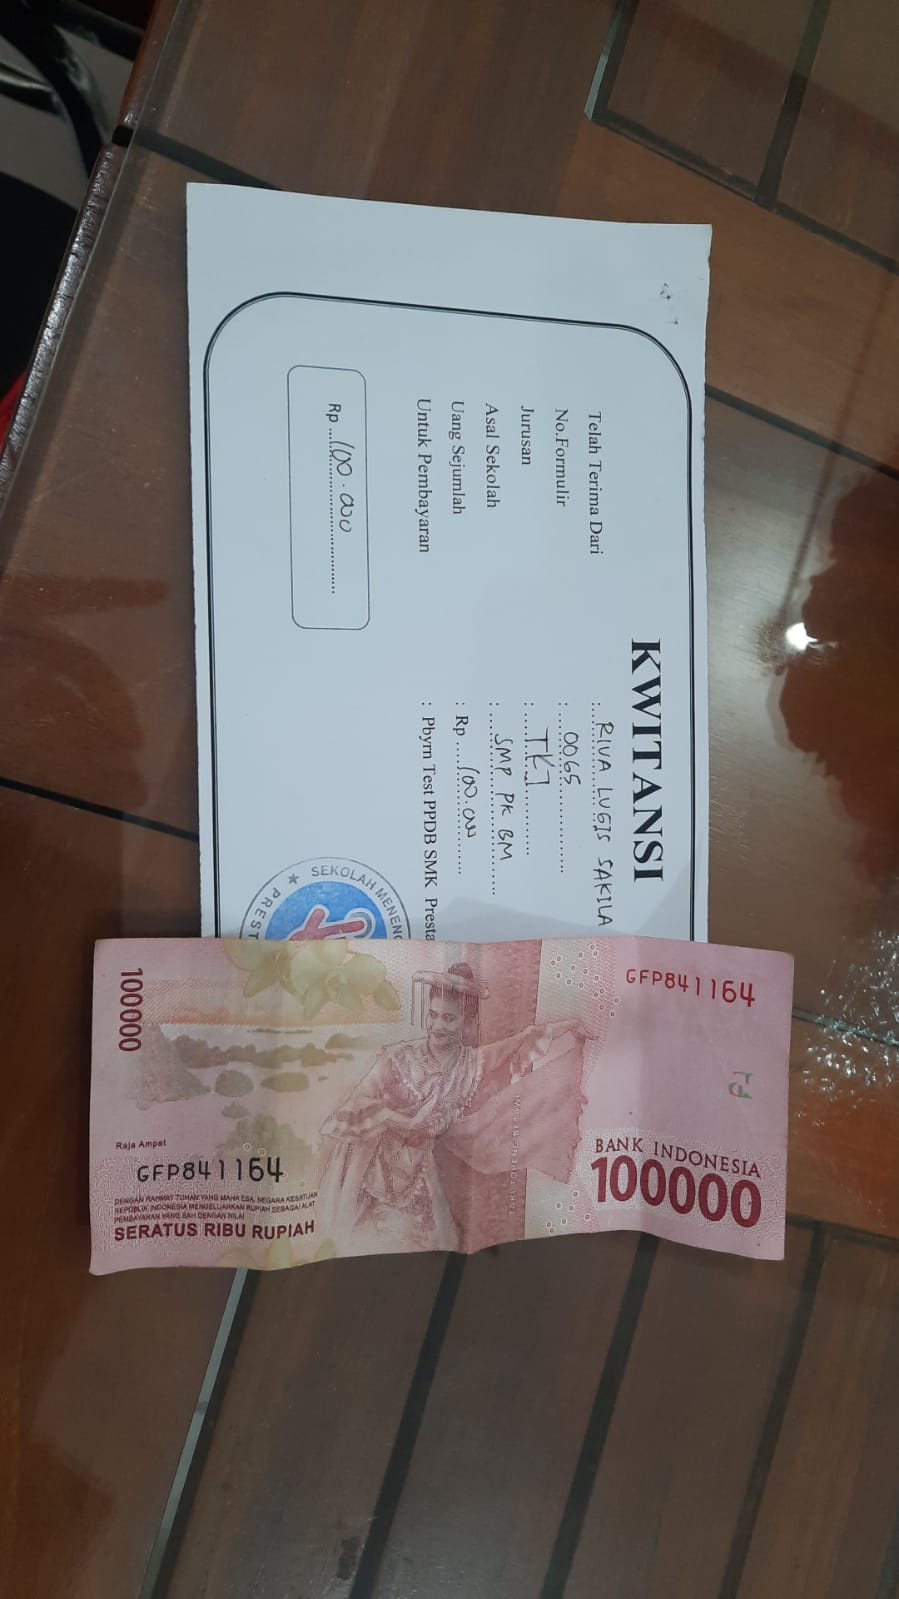 KWITANSI
Telah Terima Dari : RIVA LUGIS SAKILA
No.Formulir : 0065
Jurusan : TKJ
Asal Sekolah : SMP PK BM
Uang Sejumlah : Rp 100.000
Untuk Pembayaran : Pbyrn Test PPDB SMK Presta
Rp 100.000
SEKOLAH MENENG
PREST
GFP841164
100000
BANK INDONESIA
100000
Raja Ampat
GFP841164
DENGAN RAHMAT TUHAN YANG MAHA ESA, NEGARA KESATUAN
REPUBLIK INDONESIA MENGELUARKAN RUPIAH SEBAGAI ALAT
PEMBAYARAN YANG SAH DENGAN NILAI
SERATUS RIBU RUPIAH